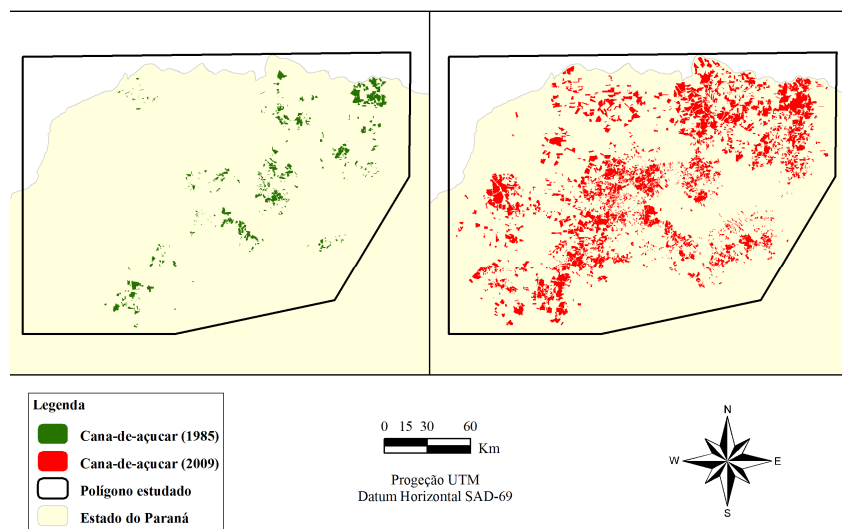 Legenda
Cana-de-açucar (1985)
Cana-de-açucar (2009)
Polígono estudado
Estado do Paraná
0 15 30 60
Km
Progeção UTM
Datum Horizontal SAD-69
N
W
E
S